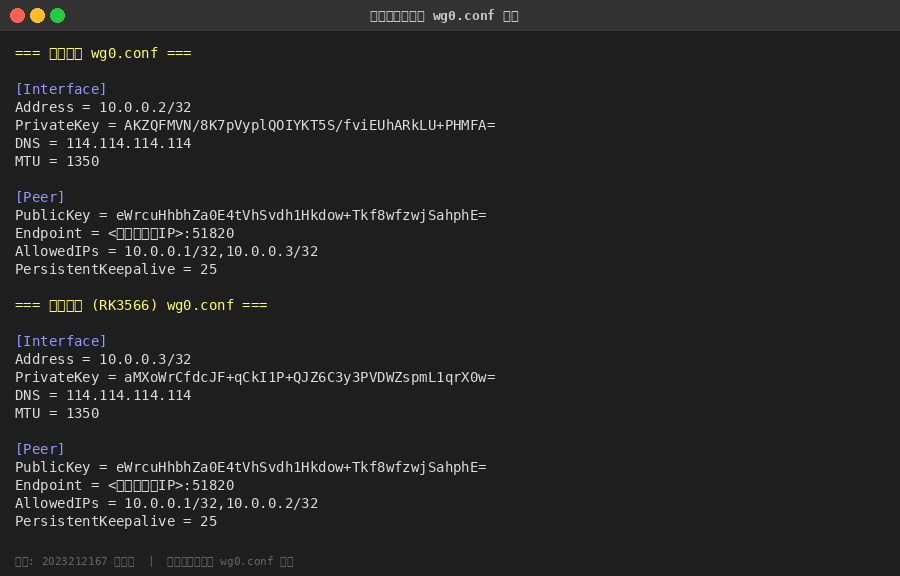 wg0.conf
=== wg0.conf ===
[Interface]
Address = 10.0.0.2/32
PrivateKey = AKZQFMVN/8K7pVyplQOIYKT5S/fviEUhARkLU+PHMFA=
DNS = 114.114.114.114
MTU = 1350
[Peer]
PublicKey = eWrcuHhbhZa0E4tVhSvdh1Hkdow+Tkf8wfzwjSahphE=
Endpoint = < IP>:51820
AllowedIPs = 10.0.0.1/32,10.0.0.3/32
PersistentKeepalive = 25
=== (RK3566) wg0.conf ===
[Interface]
Address = 10.0.0.3/32
PrivateKey = aMXoWrCfdcJF+qCkI1P+QJZ6C3y3PVDWZspmL1qrX0w=
DNS = 114.114.114.114
MTU = 1350
[Peer]
PublicKey = eWrcuHhbhZa0E4tVhSvdh1Hkdow+Tkf8wfzwjSahphE=
Endpoint = < IP>:51820
AllowedIPs = 10.0.0.1/32,10.0.0.2/32
PersistentKeepalive = 25
: 2023212167 | wg0.conf